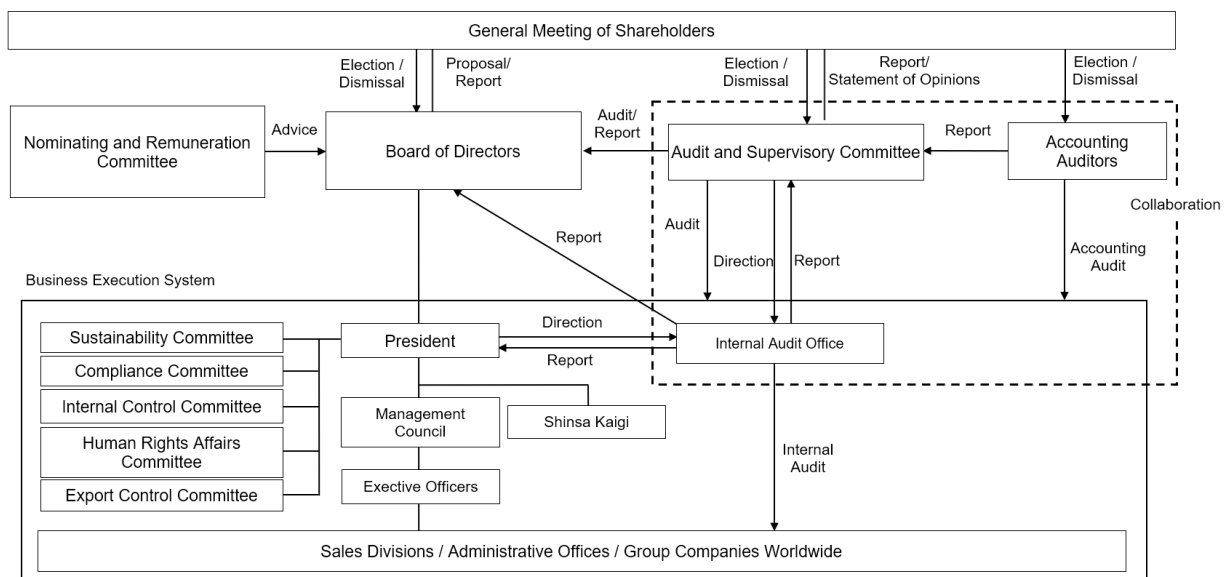 General Meeting of Shareholders
Election /
Dismissal
Proposal/
Report
Election /
Dismissal
Report/
Statement of Opinions
Election /
Dismissal
Nominating and Remuneration
Committee
Advice
Board of Directors
Audit/
Report
Audit and Supervisory Committee
Report
Accounting
Auditors
Collaboration
Report
Audit
Direction
Report
Accounting
Audit
Business Execution System
Sustainability Committee
Compliance Committee
Internal Control Committee
Human Rights Affairs
Committee
Export Control Committee
President
Direction
Report
Internal Audit Office
Management
Council
Shinsa Kaigi
Exective Officers
Internal
Audit
Sales Divisions / Administrative Offices / Group Companies Worldwide